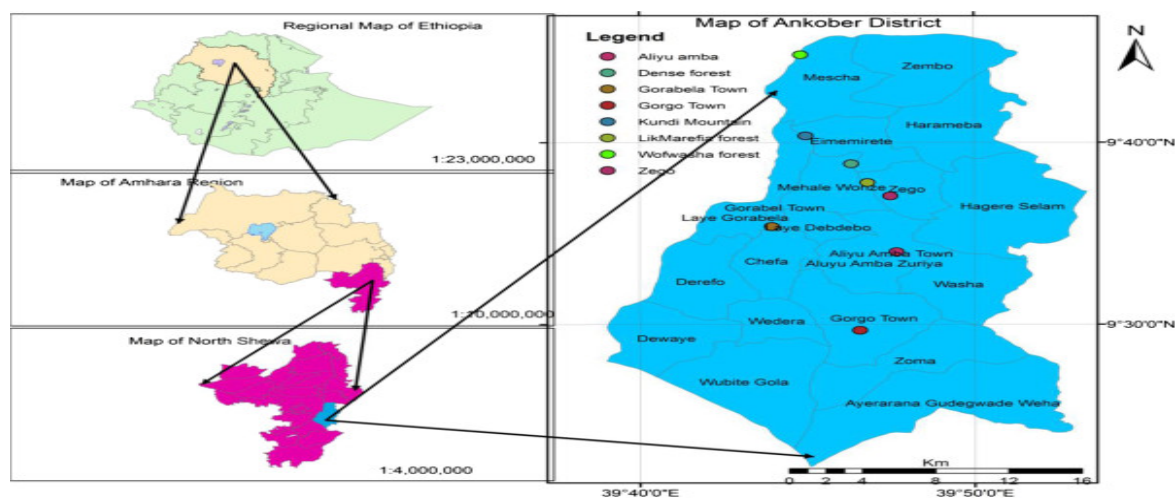 Regional Map of Ethiopia
1:23,000,000
Map of Amhara Region
1:10,000,000
Map of North Shewa
1:4,000,000
Map of Ankober District
N
Legend
Aliyu amba
Dense forest
Gorabela Town
Gorgo Town
Kundi Mountain
LikMarefia forest
Wofwasha forest
Zego
Mescha
Zembo
Harameba
Eimemirete
Mehale Wonze
Zego
Hagere Selam
Gorabel Town
Laye Gorabela
Laye Debdebo
Aliyu Amba Town
Chefa
Aluyu Amba Zuriya
Derefo
Washa
Wedera
Gorgo Town
Dewaye
Zoma
Wubite Gola
Ayerarana Gudegwade Weha
9°40'0"N
9°30'0"N
Km
0 2 4 8 12 16
39°40'0"E
39°50'0"E